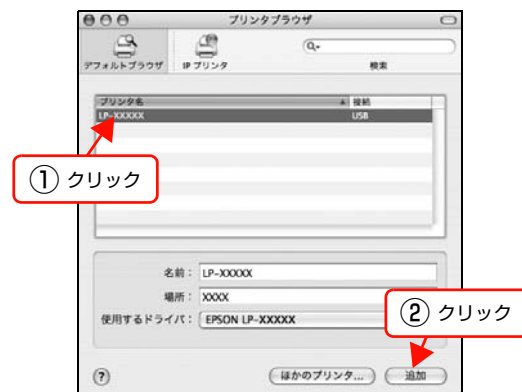 プリンタブラウザ
デフォルトブラウザ IP プリンタ 検索
プリンタ名 接続
LP-XXXXX USB
① クリック
名前： LP-XXXXX
場所： XXXX
使用するドライバ： EPSON LP-XXXXX
② クリック
? ほかのプリンタ... 追加